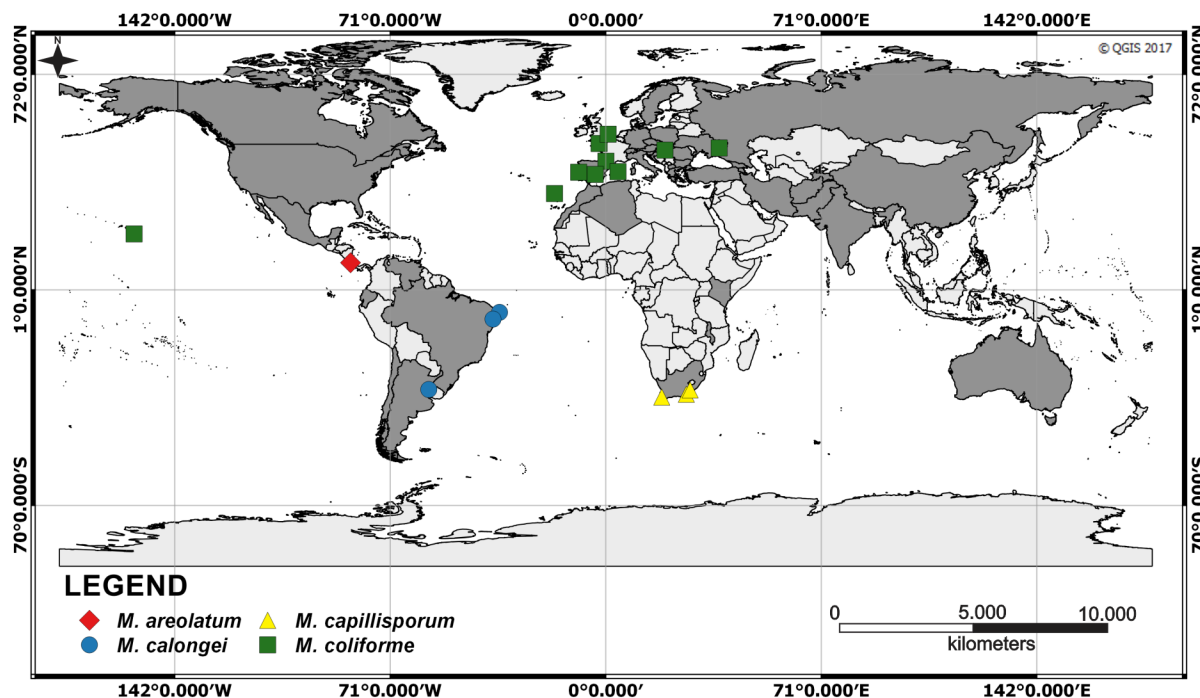 142°0.000′W 71°0.000′W 0°0.000′ 71°0.000′E 142°0.000′E
N
© QGIS 2017
72°0.000′N 72°0.000′N
1°0.000′N 1°0.000′N
70°0.000′S 70°0.000′S
LEGEND
M. areolatum M. capillisporum
M. calongei M. coliforme
0 5.000 10.000
kilometers
142°0.000′W 71°0.000′W 0°0.000′ 71°0.000′E 142°0.000′E